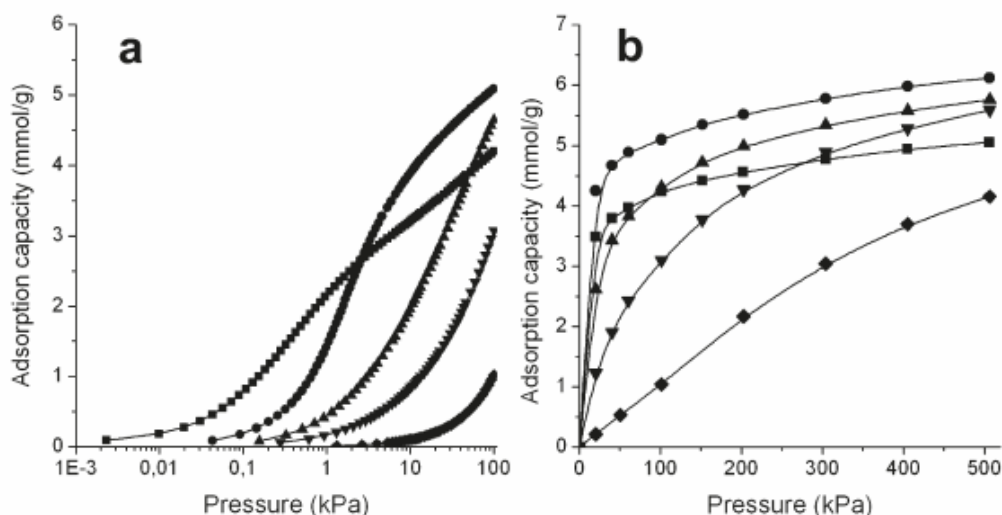 a
Adsorption capacity (mmol/g)
6
5
4
3
2
1
0
1E-3 0,01 0,1 1 10 100
Pressure (kPa)
b
Adsorption capacity (mmol/g)
7
6
5
4
3
2
1
0
0 100 200 300 400 500
Pressure (kPa)